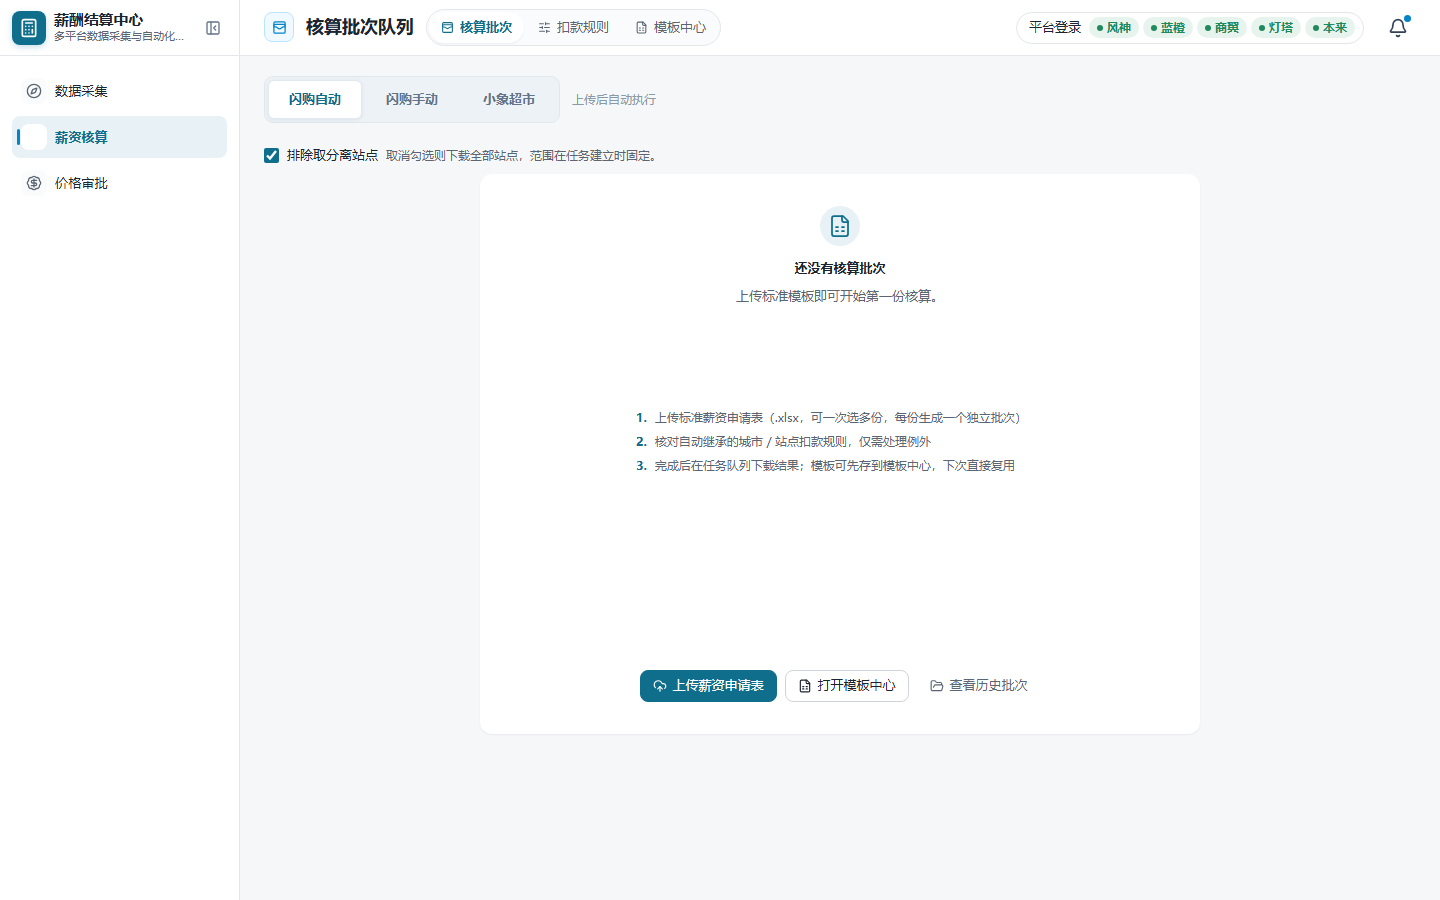 薪酬结算中心
多平台数据采集与自动化...
数据采集
薪资核算
价格审批
核算批次队列
核算批次
扣款规则
模板中心
平台登录
风神
蓝橙
商翼
灯塔
本来
闪购自动
闪购手动
小象超市
上传后自动执行
排除取分离站点 取消勾选则下载全部站点，范围在任务建立时固定。
还没有核算批次
上传标准模板即可开始第一份核算。
1. 上传标准薪资申请表（.xlsx，可一次选多份，每份生成一个独立批次）
2. 核对自动继承的城市 / 站点扣款规则，仅需处理例外
3. 完成后在任务队列下载结果；模板可先存到模板中心，下次直接复用
上传薪资申请表
打开模板中心
查看历史批次